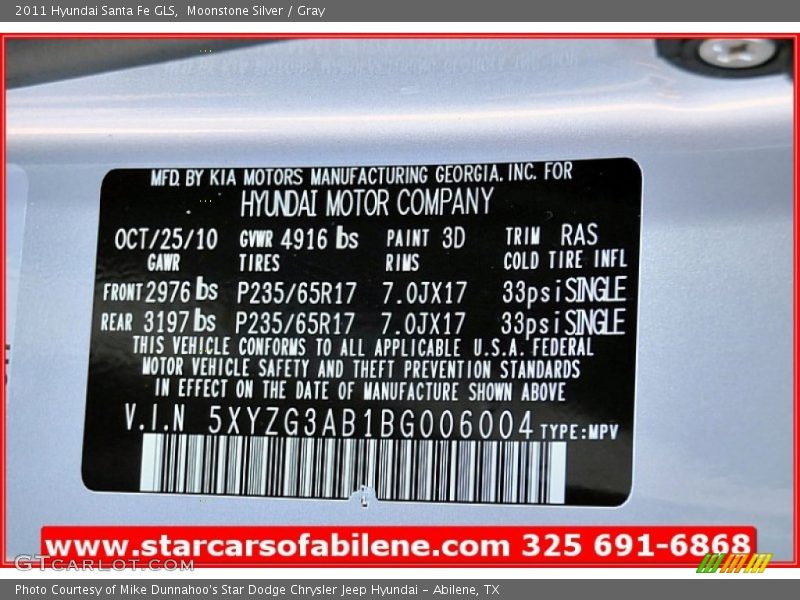 2011 Hyundai Santa Fe GLS,  Moonstone Silver / Gray
MFD. BY KIA MOTORS MANUFACTURING GEORGIA. INC. FOR
HYUNDAI MOTOR COMPANY
OCT/25/10 GVWR 4916 lbs PAINT 3D TRIM RAS
GAWR TIRES RIMS COLD TIRE INFL
FRONT 2976 lbs P235/65R17 7.0JX17 33psi SINGLE
REAR 3197 lbs P235/65R17 7.0JX17 33psi SINGLE
THIS VEHICLE CONFORMS TO ALL APPLICABLE U.S.A. FEDERAL
MOTOR VEHICLE SAFETY AND THEFT PREVENTION STANDARDS
IN EFFECT ON THE DATE OF MANUFACTURE SHOWN ABOVE
V.I.N 5XYZG3AB1BG006004 TYPE:MPV
www.starcarsofabilene.com 325 691-6868
GTCarLot.com
Photo Courtesy of Mike Dunnahoo's Star Dodge Chrysler Jeep Hyundai - Abilene, TX